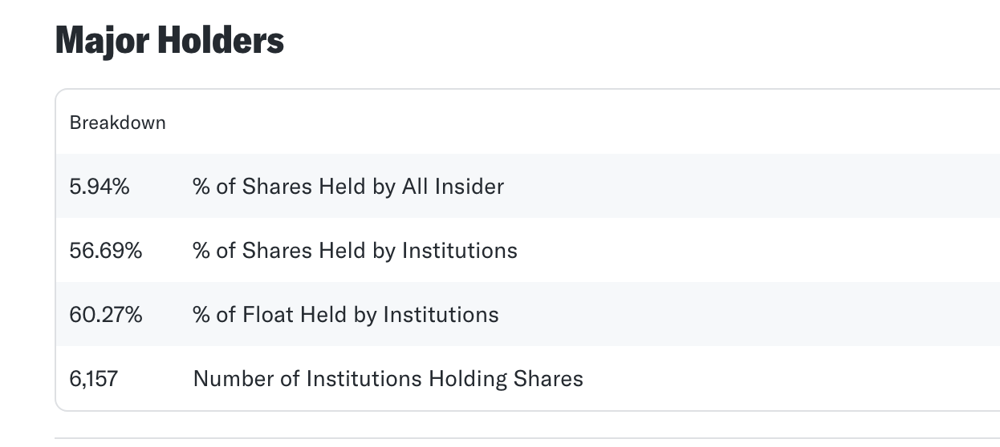 Major Holders
Breakdown
5.94% % of Shares Held by All Insider
56.69% % of Shares Held by Institutions
60.27% % of Float Held by Institutions
6,157 Number of Institutions Holding Shares